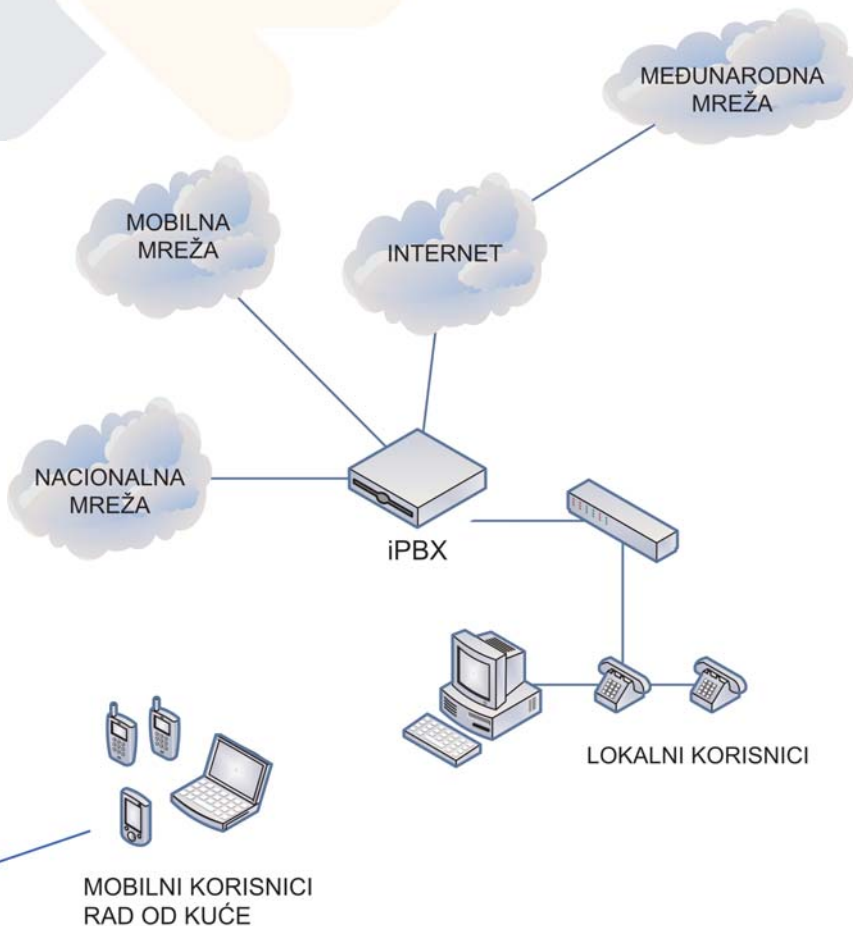 MEĐUNARODNA
MREŽA
MOBILNA
MREŽA
INTERNET
NACIONALNA
MREŽA
iPBX
LOKALNI KORISNICI
MOBILNI KORISNICI
RAD OD KUĆE